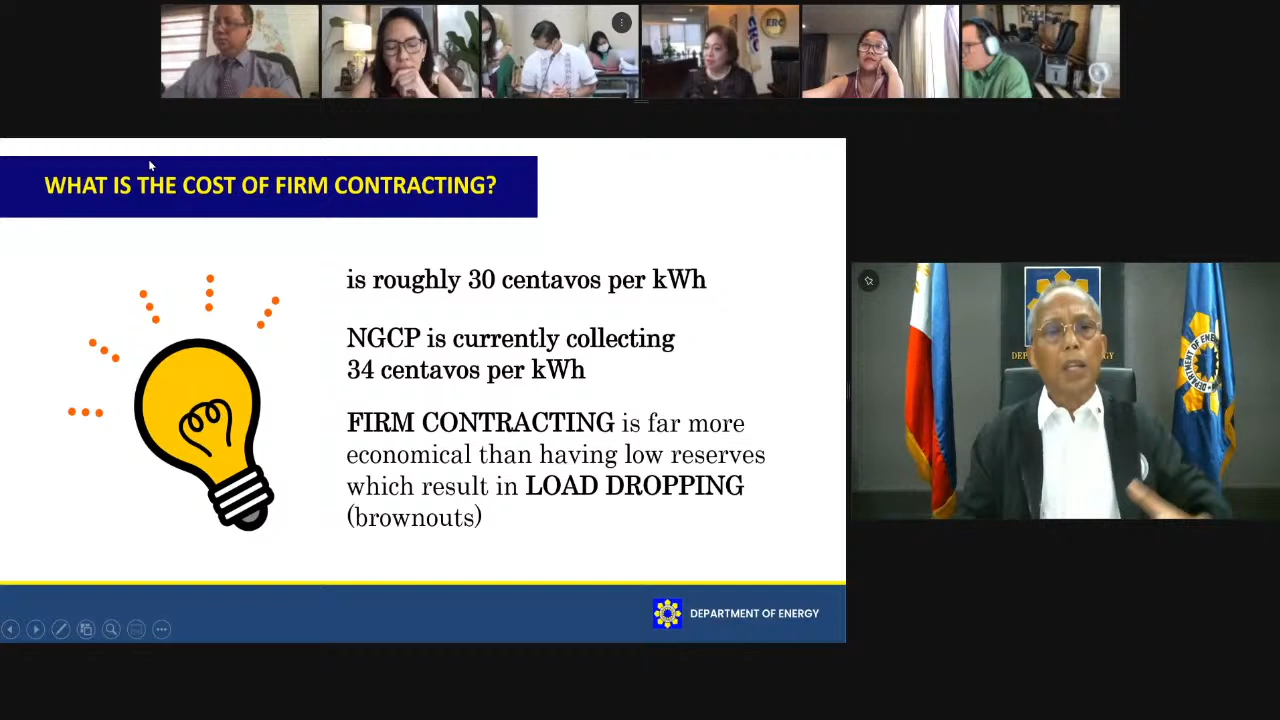 ERC
WHAT IS THE COST OF FIRM CONTRACTING?
is roughly 30 centavos per kWh
NGCP is currently collecting
34 centavos per kWh
FIRM CONTRACTING is far more
economical than having low reserves
which result in LOAD DROPPING
(brownouts)
DEPARTMENT OF ENERGY